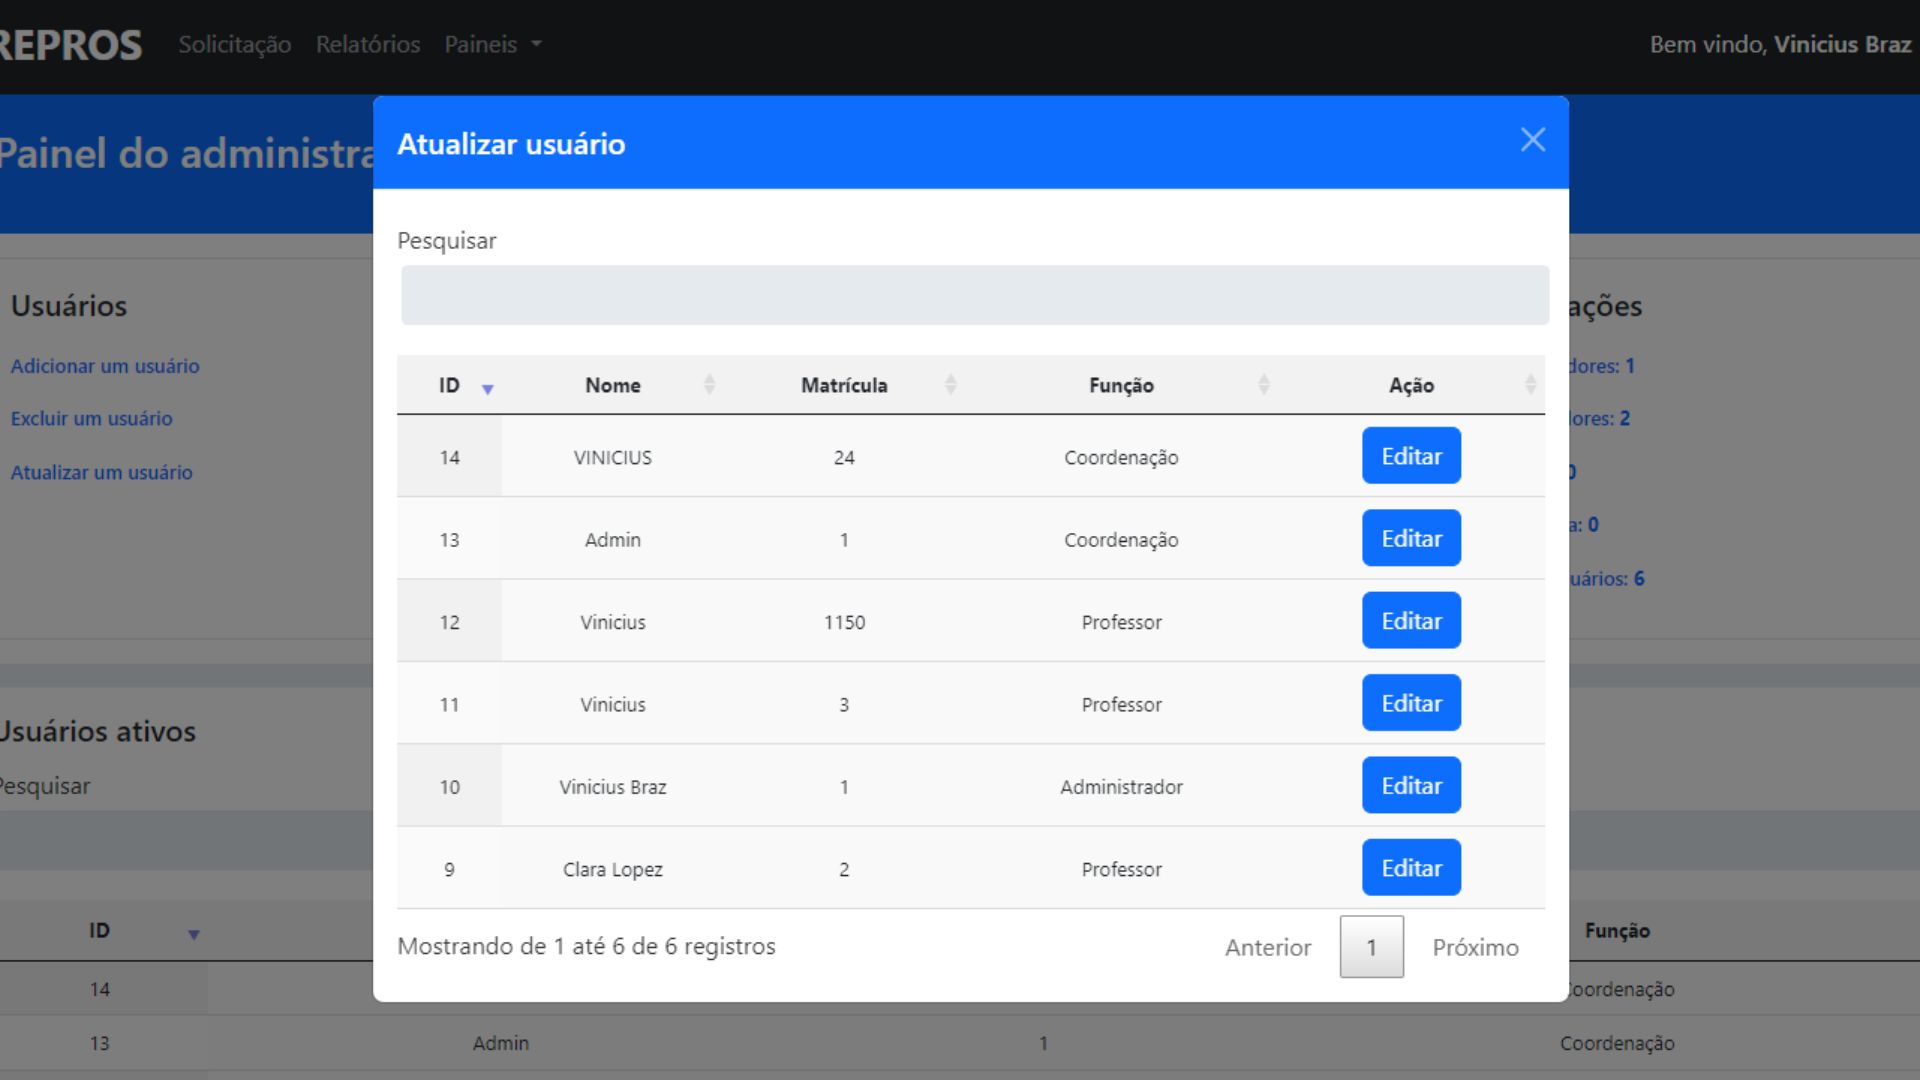 REPROS Solicitação Relatórios Paineis Bem vindo, Vinicius Braz
Painel do administra
Atualizar usuário
Pesquisar
Usuários
Adicionar um usuário
Excluir um usuário
Atualizar um usuário
ações
dores: 1
dores: 2
0
a: 0
uários: 6
ID Nome Matrícula Função Ação
14 VINICIUS 24 Coordenação Editar
13 Admin 1 Coordenação Editar
12 Vinicius 1150 Professor Editar
11 Vinicius 3 Professor Editar
10 Vinicius Braz 1 Administrador Editar
9 Clara Lopez 2 Professor Editar
Mostrando de 1 até 6 de 6 registros Anterior 1 Próximo
Usuários ativos
Pesquisar
ID Função
14 Coordenação
13 Admin 1 Coordenação